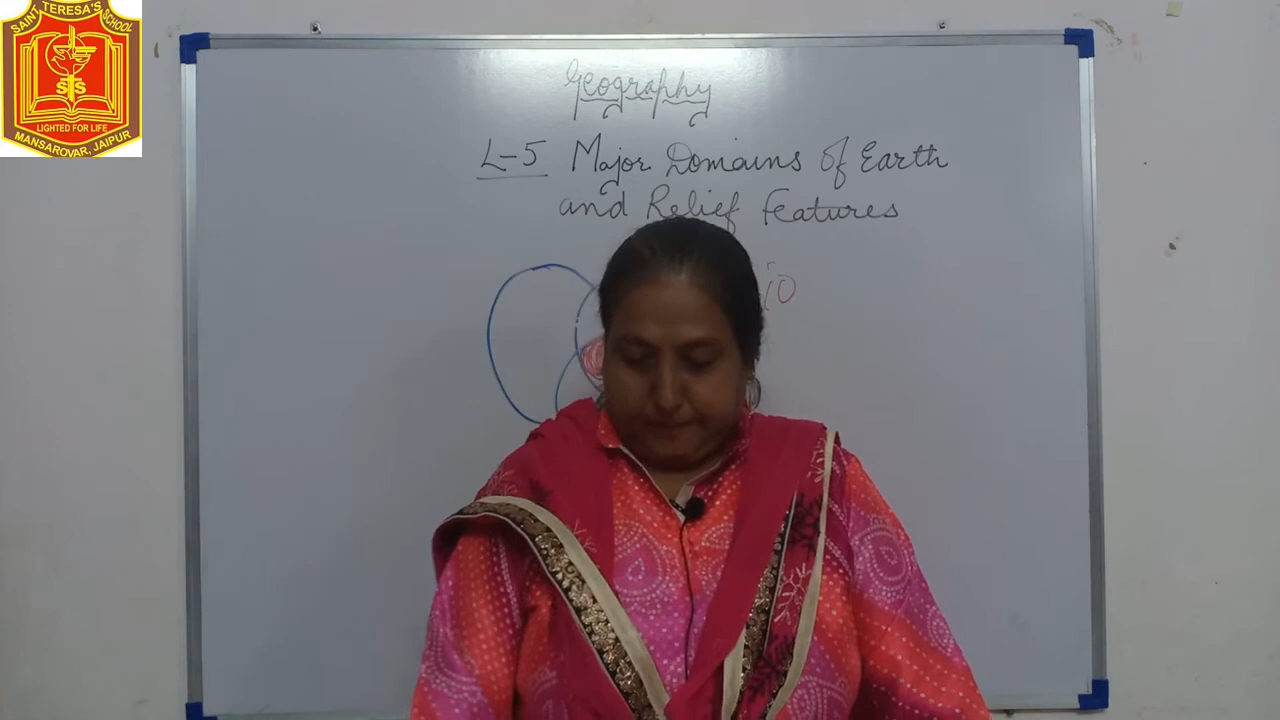 SAINT TERESA'S SCHOOL
STS
LIGHTED FOR LIFE
MANSAROVAR, JAIPUR
Geography
L-5 Major Domains of Earth
and Relief Features